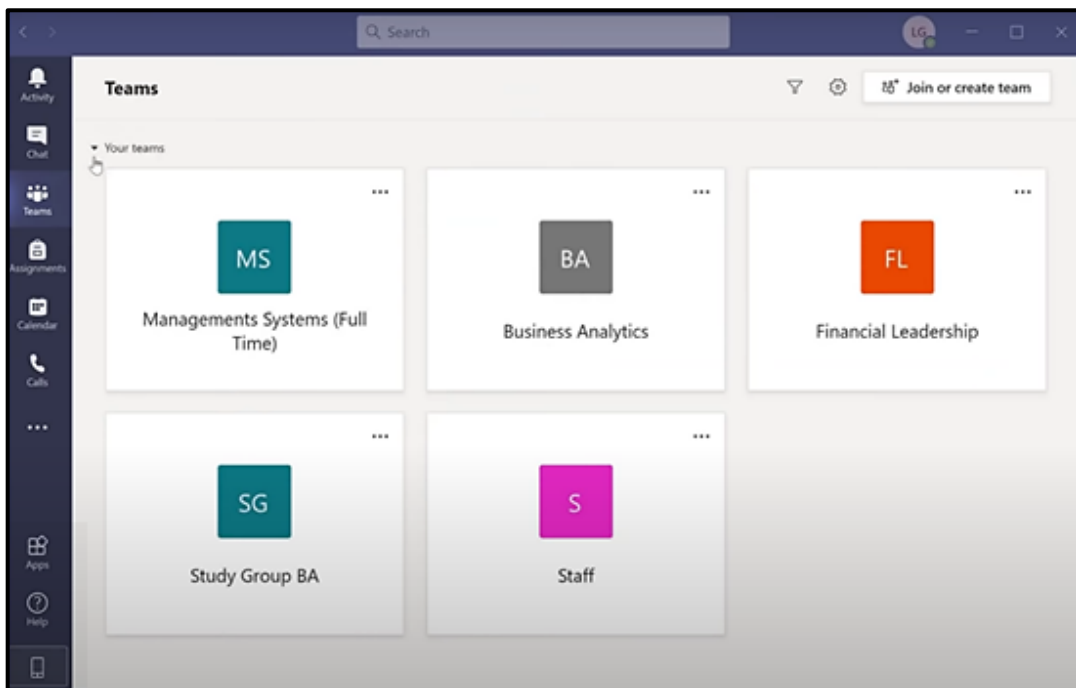 Search
LG
Activity
Chat
Teams
Assignments
Calendar
Calls
Apps
Help
Teams
Join or create team
Your teams
MS
Managements Systems (Full
Time)
BA
Business Analytics
FL
Financial Leadership
SG
Study Group BA
S
Staff